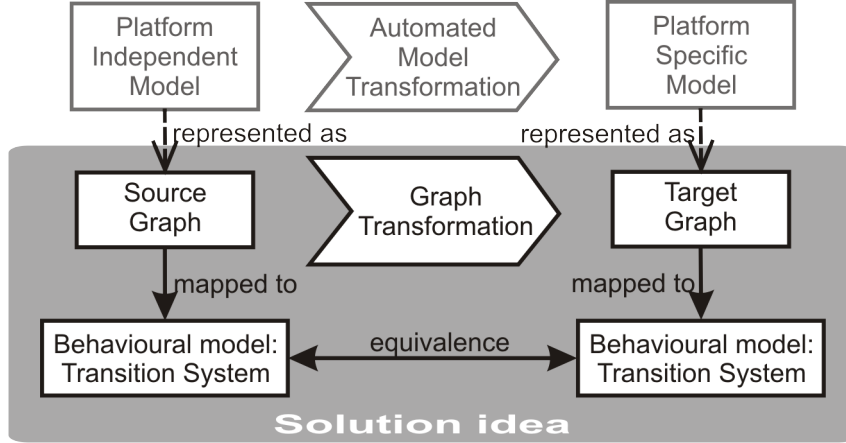 Platform
Independent
Model
Automated
Model
Transformation
Platform
Specific
Model
represented as
represented as
Source
Graph
Graph
Transformation
Target
Graph
mapped to
mapped to
Behavioural model:
Transition System
equivalence
Behavioural model:
Transition System
Solution idea